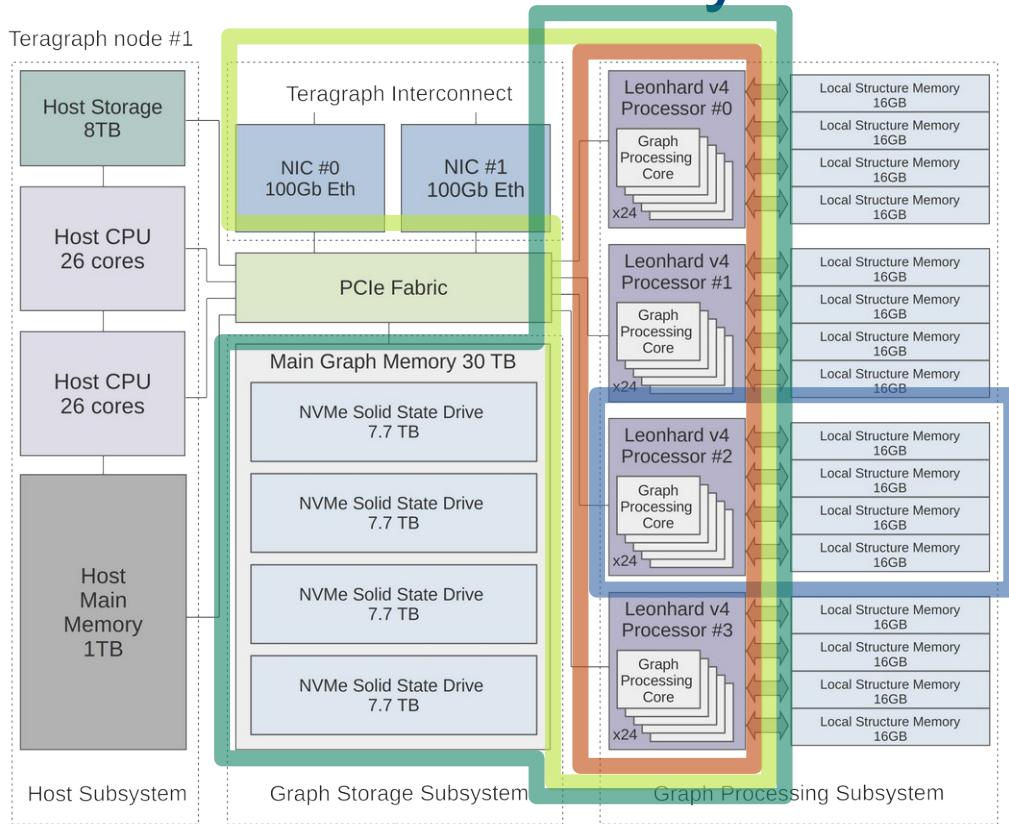 Teragraph node #1
Host Storage
8TB
Host CPU
26 cores
Host CPU
26 cores
Host
Main
Memory
1TB
Host Subsystem
Teragraph Interconnect
NIC #0
100Gb Eth
NIC #1
100Gb Eth
PCIe Fabric
Main Graph Memory 30 TB
NVMe Solid State Drive
7.7 TB
NVMe Solid State Drive
7.7 TB
NVMe Solid State Drive
7.7 TB
NVMe Solid State Drive
7.7 TB
Graph Storage Subsystem
Leonhard v4
Processor #0
Graph
Processing
Core
x24
Local Structure Memory
16GB
Local Structure Memory
16GB
Local Structure Memory
16GB
Local Structure Memory
16GB
Leonhard v4
Processor #1
Graph
Processing
Core
x24
Local Structure Memory
16GB
Local Structure Memory
16GB
Local Structure Memory
16GB
Local Structure Memory
16GB
Leonhard v4
Processor #2
Graph
Processing
Core
x24
Local Structure Memory
16GB
Local Structure Memory
16GB
Local Structure Memory
16GB
Local Structure Memory
16GB
Leonhard v4
Processor #3
Graph
Processing
Core
x24
Local Structure Memory
16GB
Local Structure Memory
16GB
Local Structure Memory
16GB
Local Structure Memory
16GB
Graph Processing Subsystem